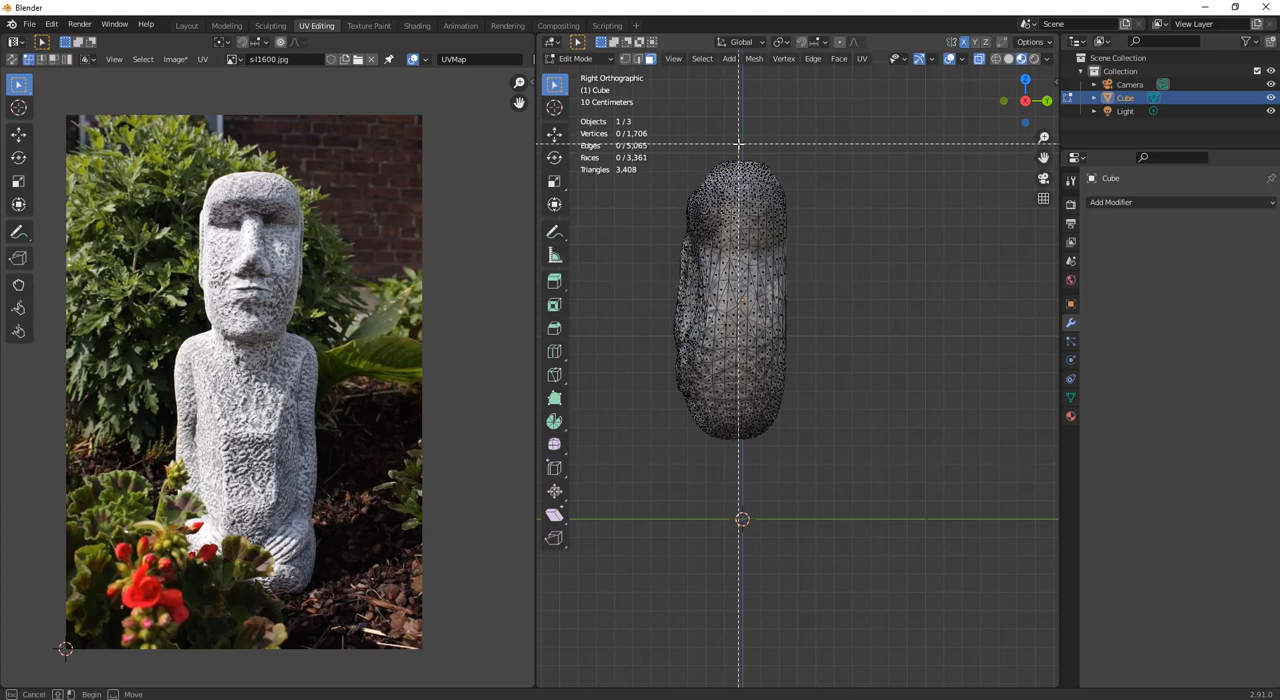 Blender
File Edit Render Window Help Layout Modeling Sculpting UV Editing Texture Paint Shading Animation Rendering Compositing Scripting + Scene View Layer
Global X Y Z Options
View Select Image* UV sl1600.jpg UVMap Edit Mode View Select Add Mesh Vertex Edge Face UV
Scene Collection
Collection
Camera
Cube
Light
Right Orthographic
(1) Cube
10 Centimeters
Objects 1 / 3
Vertices 0 / 1,706
Edges 0 / 5,065
Faces 0 / 3,361
Triangles 3,408
Z
X Y
Cube
Add Modifier
Esc Cancel Begin Move 2.91.0